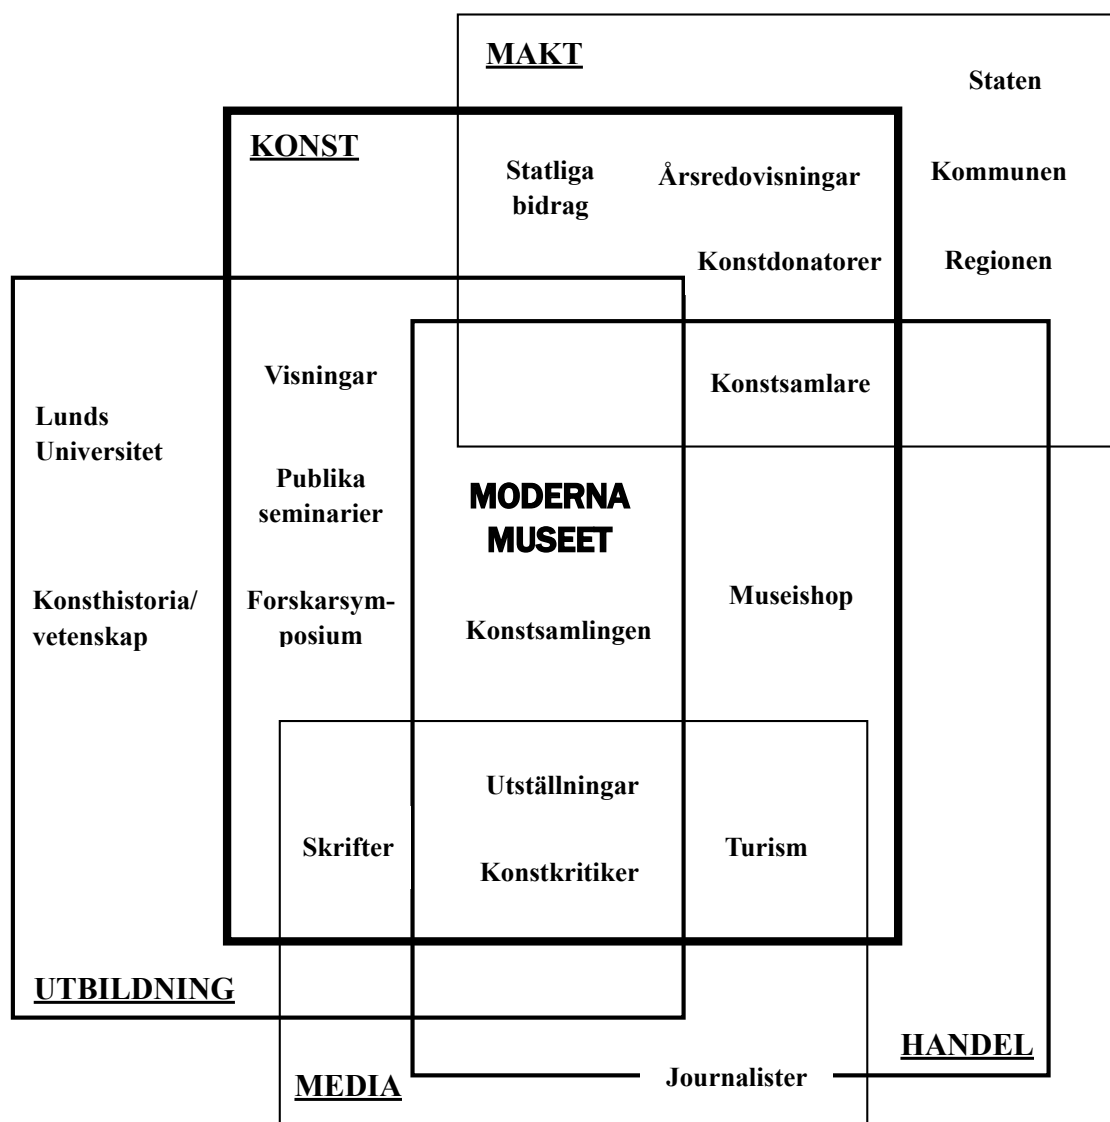 MAKT
Staten
KONST
Statliga
bidrag
Årsredovisningar
Kommunen
Konstdonatorer
Regionen
Visningar
Konstsamlare
Lunds
Universitet
Publika
seminarier
MODERNA
MUSEET
Konsthistoria/
vetenskap
Forskarsym-
posium
Konstsamlingen
Museishop
Utställningar
Skrifter
Konstkritiker
Turism
UTBILDNING
HANDEL
MEDIA
Journalister